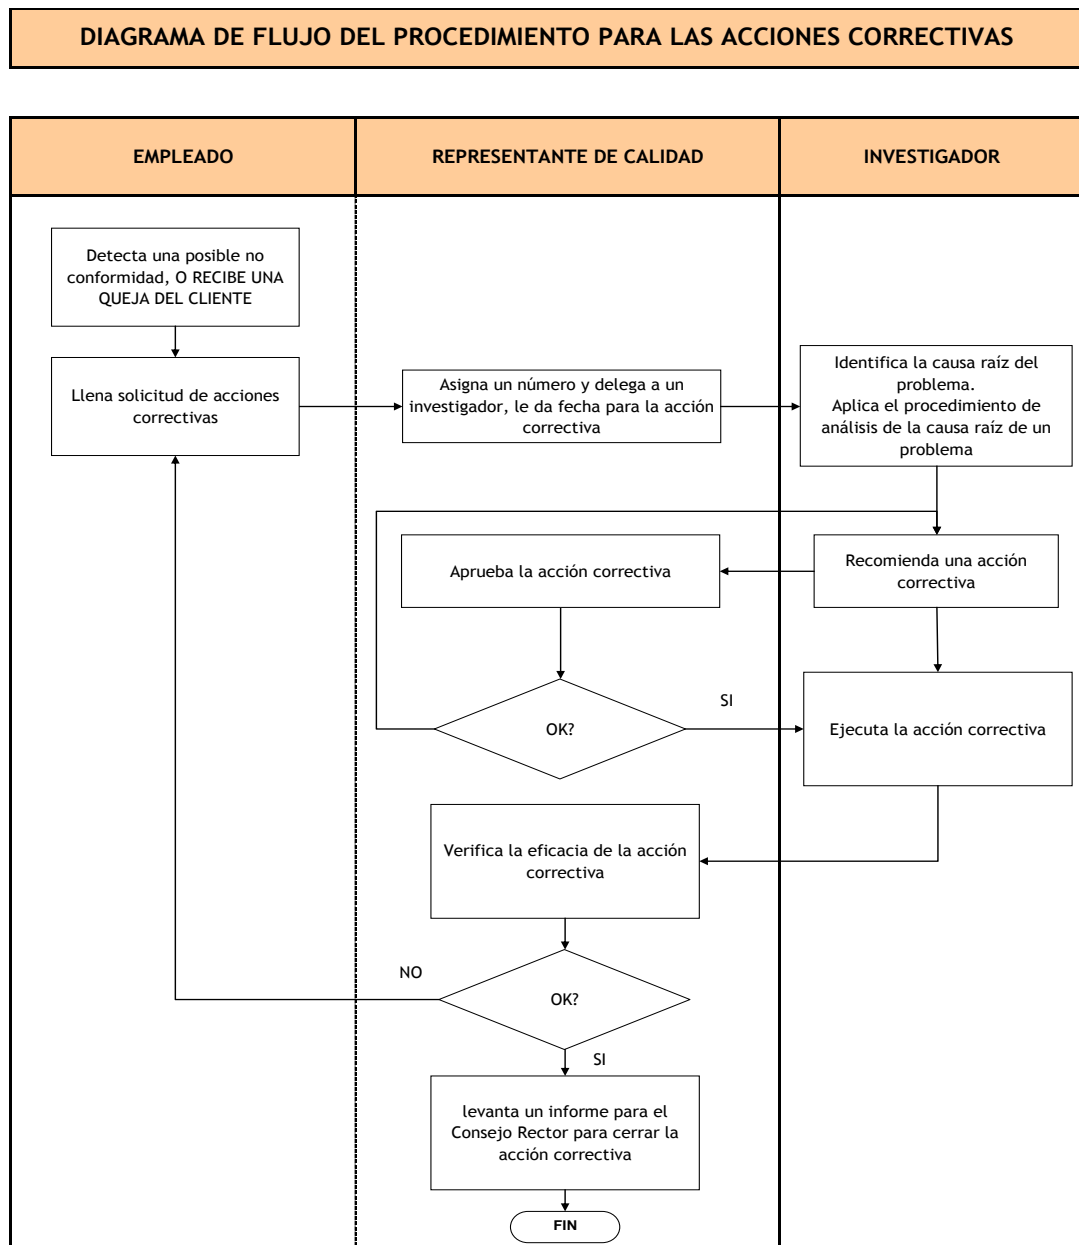 DIAGRAMA DE FLUJO DEL PROCEDIMIENTO PARA LAS ACCIONES CORRECTIVAS
EMPLEADO
REPRESENTANTE DE CALIDAD
INVESTIGADOR
Detecta una posible no
conformidad, O RECIBE UNA
QUEJA DEL CLIENTE
Llena solicitud de acciones
correctivas
Asigna un número y delega a un
investigador, le da fecha para la acción
correctiva
Identifica la causa raíz del
problema.
Aplica el procedimiento de
análisis de la causa raíz de un
problema
Aprueba la acción correctiva
Recomienda una acción
correctiva
OK?
SI
Ejecuta la acción correctiva
Verifica la eficacia de la acción
correctiva
NO
OK?
SI
levanta un informe para el
Consejo Rector para cerrar la
acción correctiva
FIN